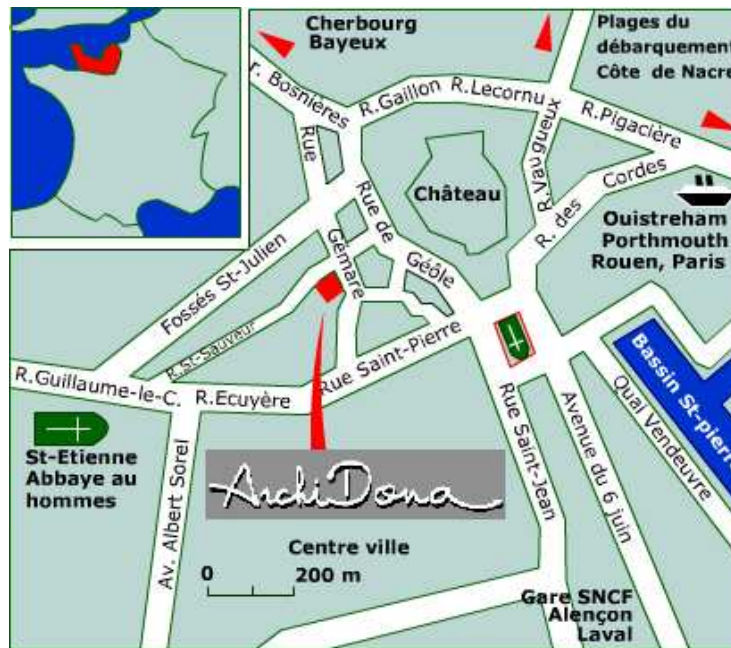 Cherbourg
Bayeux
Plages du
débarquement
Côte de Nacre
r. Bosnières
R.Gaillon
R.Lecornu
R.Pigacière
Rue
R.Vaugueux
R. des Cordes
Château
Rue de Géôle
Gémare
Ouistreham
Porthmouth
Rouen, Paris
Fossés St-Julien
R.St-Sauveur
R.Guillaume-le-C.
R.Ecuyère
Rue Saint-Pierre
Bassin St-pierre
Quai Vendeuvre
Avenue du 6 juin
Rue Saint-Jean
St-Etienne
Abbaye au
hommes
Av. Albert Sorel
ArchiDona
Centre ville
0 200 m
Gare SNCF
Alençon
Laval